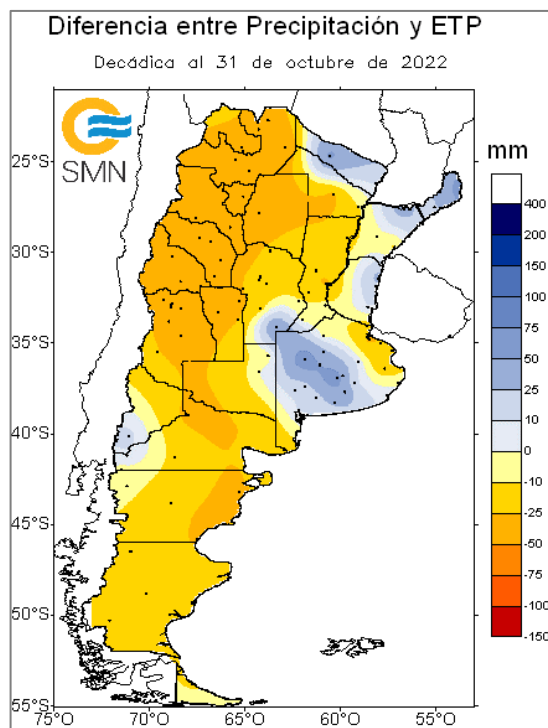 Diferencia entre Precipitación y ETP
Decádica al 31 de octubre de 2022
SMN
mm
400
200
150
100
75
50
25
10
0
-10
-25
-50
-75
-100
-150
25°S
30°S
35°S
40°S
45°S
50°S
55°S
75°W
70°W
65°W
60°W
55°W